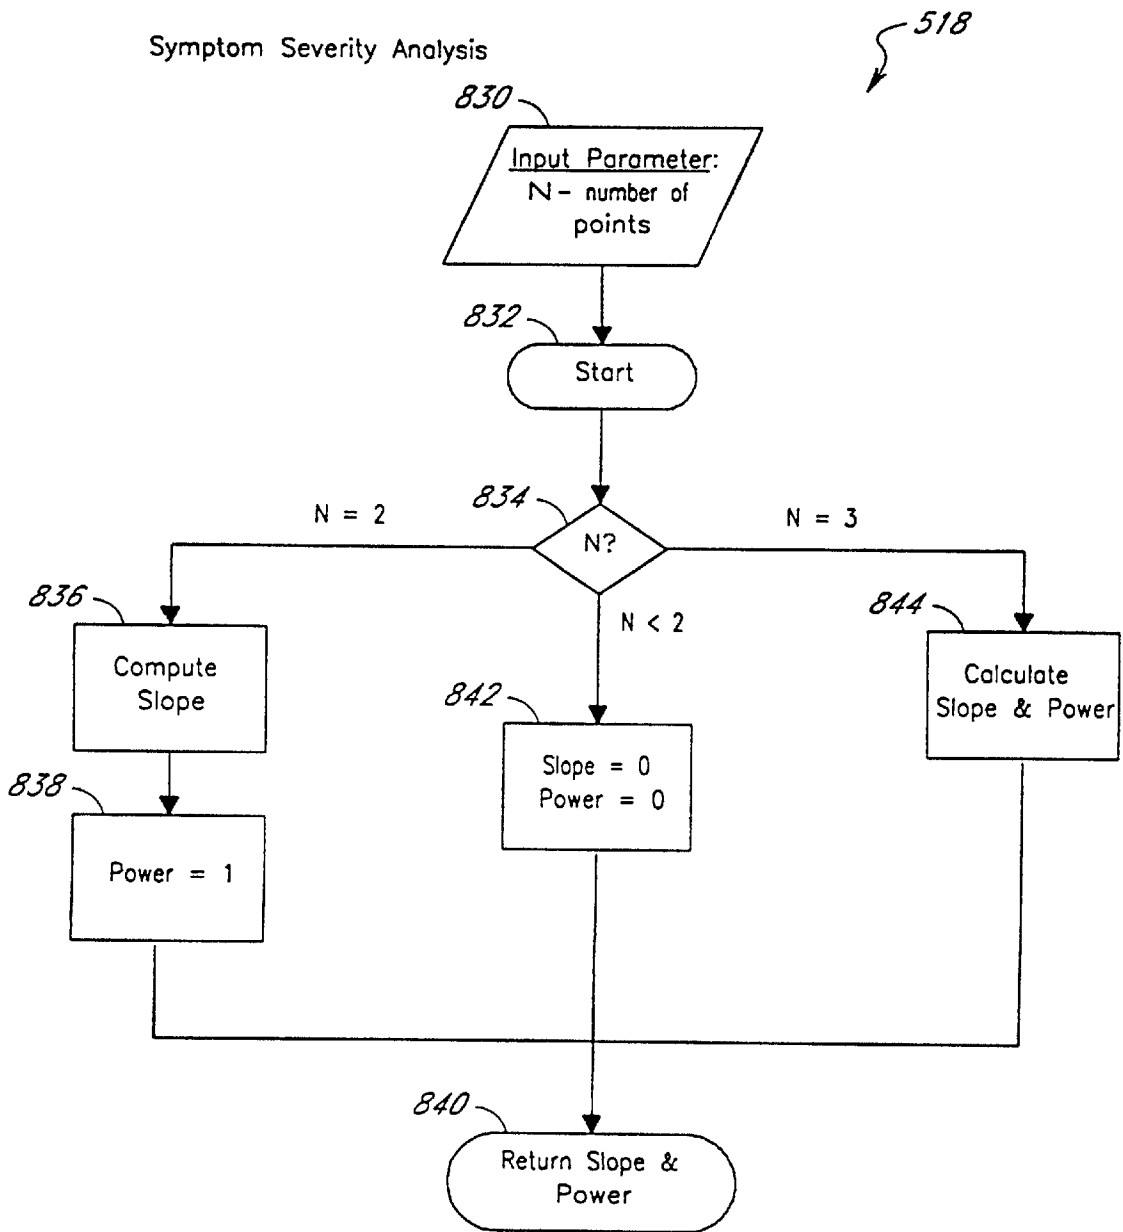 518
Symptom Severity Analysis
830
Input Parameter:
N - number of
points
832
Start
834
N = 2
N = 3
N?
836
844
N < 2
Compute
Slope
Calculate
Slope & Power
842
Slope = 0
Power = 0
838
Power = 1
840
Return Slope &
Power